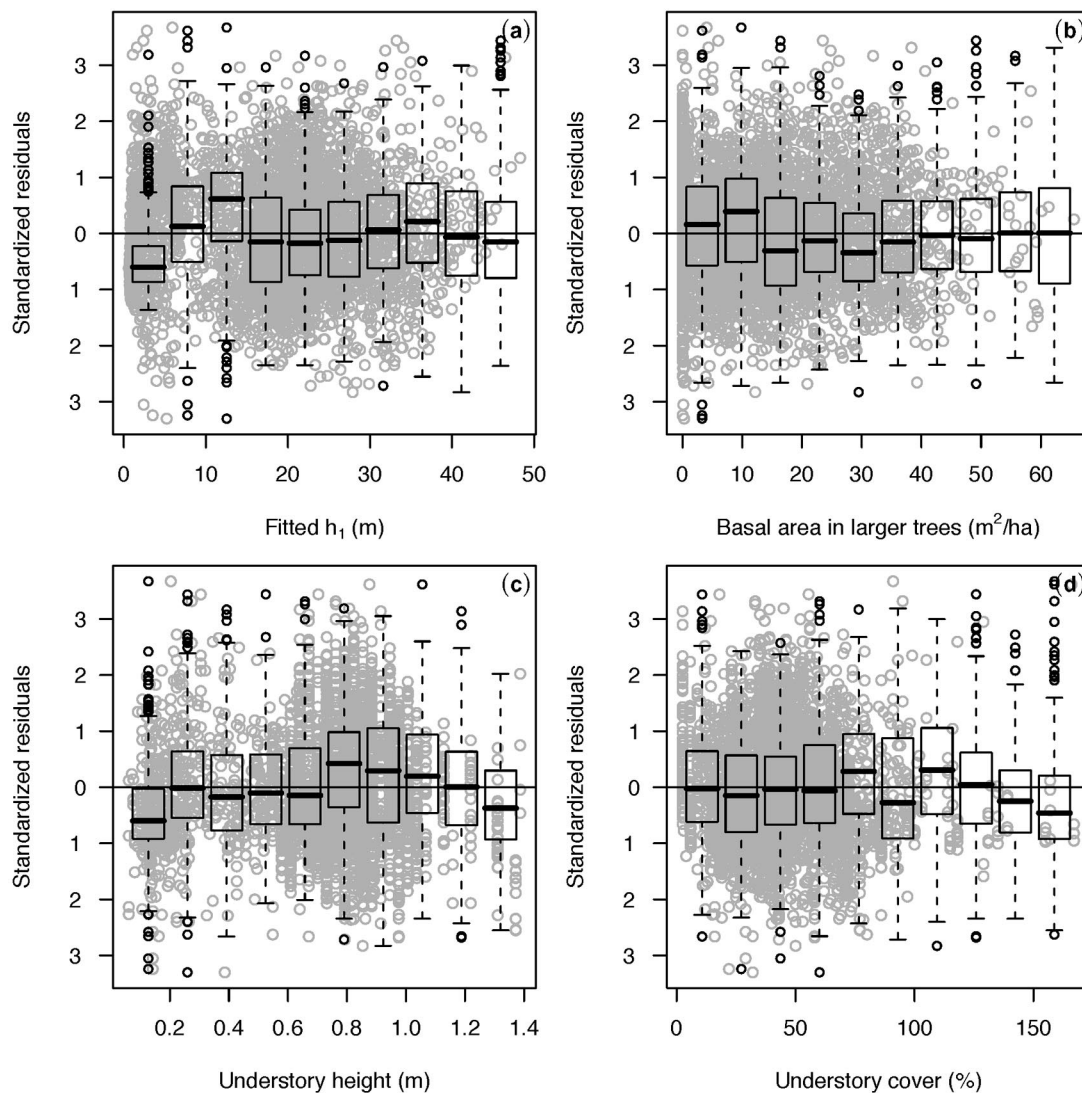 (a)
Standardized residuals
3
2
1
0
1
2
3
0 10 20 30 40 50
Fitted h₁ (m)
(b)
Standardized residuals
3
2
1
0
1
2
3
0 10 20 30 40 50 60
Basal area in larger trees (m²/ha)
(c)
Standardized residuals
3
2
1
0
1
2
3
0.2 0.4 0.6 0.8 1.0 1.2 1.4
Understory height (m)
(d)
Standardized residuals
3
2
1
0
1
2
3
0 50 100 150
Understory cover (%)